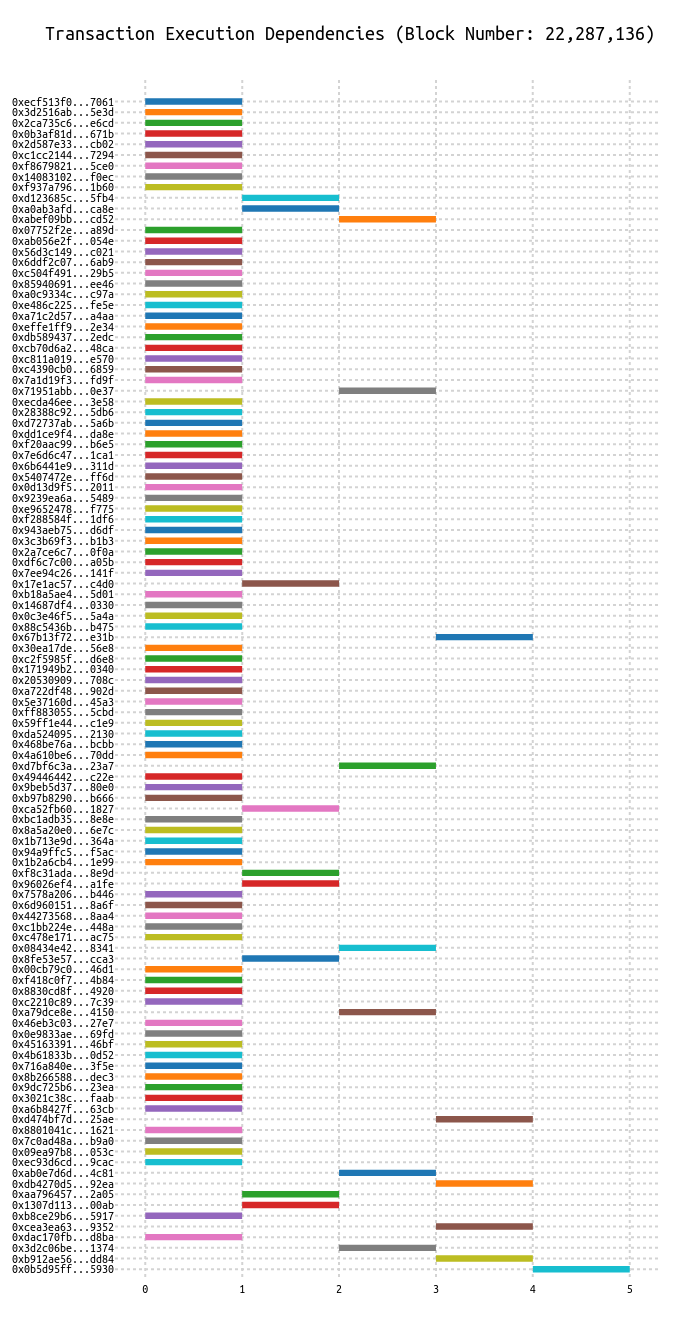 Transaction Execution Dependencies (Block Number: 22,287,136)
0xecf513f0...7061
0x3d2516ab...5e3d
0x2ca735c6...e6cd
0x0b3af81d...671b
0x2d587e33...cb02
0xc1cc2144...7294
0xf8679821...5ce0
0x14083102...f0ec
0xf937a796...1b60
0xd123685c...5fb4
0xa0ab3afd...ca8e
0xabef09bb...cd52
0x07752f2e...a89d
0xab056e2f...054e
0x56d3c149...c021
0x6ddf2c07...6ab9
0xc504f491...29b5
0x85940691...ee46
0xa0c9334c...c97a
0xe486c225...fe5e
0xa71c2d57...a4aa
0xeffe1ff9...2e34
0xdb589437...2edc
0xcb70d6a2...48ca
0xc811a019...e570
0xc4390cb0...6859
0x7a1d19f3...fd9f
0x71951abb...0e37
0xecda46ee...3e58
0x28388c92...5db6
0xd72737ab...5a6b
0xdd1ce9f4...da8e
0xf20aac99...b6e5
0x7e6d6c47...1ca1
0x6b6441e9...311d
0x5407472e...ff6d
0x0d13d9f5...2011
0x9239ea6a...5489
0xe9652478...f775
0xf288584f...1df6
0x943aeb75...d6df
0x3c3b69f3...b1b3
0x2a7ce6c7...0f0a
0xdf6c7c00...a05b
0x7ee94c26...141f
0x17e1ac57...c4d0
0xb18a5ae4...5d01
0x14687df4...0330
0x0c3e46f5...5a4a
0x88c5436b...b475
0x67b13f72...e31b
0x30ea17de...56e8
0xc2f5985f...d6e8
0x171949b2...0340
0x20530909...708c
0xa722df48...902d
0x5e37160d...45a3
0xff883055...5cbd
0x59ff1e44...c1e9
0xda524095...2130
0x468be76a...bcbb
0x4a610be6...70dd
0xd7bf6c3a...23a7
0x49446442...c22e
0x9beb5d37...80e0
0xb97b8290...b666
0xca52fb60...1827
0xbc1adb35...8e8e
0x8a5a20e0...6e7c
0x1b713e9d...364a
0x94a9ffc5...f5ac
0x1b2a6cb4...1e99
0xf8c31ada...8e9d
0x96026ef4...a1fe
0x7578a206...b446
0x6d960151...8a6f
0x44273568...8aa4
0xc1bb224e...448a
0xc478e171...ac75
0x08434e42...8341
0x8fe53e57...cca3
0x00cb79c0...46d1
0xf418c0f7...4b84
0x8830cd8f...4920
0xc2210c89...7c39
0xa79dce8e...4150
0x46eb3c03...27e7
0x0e9833ae...69fd
0x45163391...46bf
0x4b61833b...0d52
0x716a840e...3f5e
0x8b266588...dec3
0x9dc725b6...23ea
0x3021c38c...faab
0xa6b8427f...63cb
0xd474bf7d...25ae
0x8801041c...1621
0x7c0ad48a...b9a0
0x09ea97b8...053c
0xec93d6cd...9cac
0xab0e7d6d...4c81
0xdb4270d5...92ea
0xaa796457...2a05
0x1307d113...00ab
0xb8ce29b6...5917
0xcea3ea63...9352
0xdac170fb...d8ba
0x3d2c06be...1374
0xb912ae56...dd84
0x0b5d95ff...5930
0 1 2 3 4 5